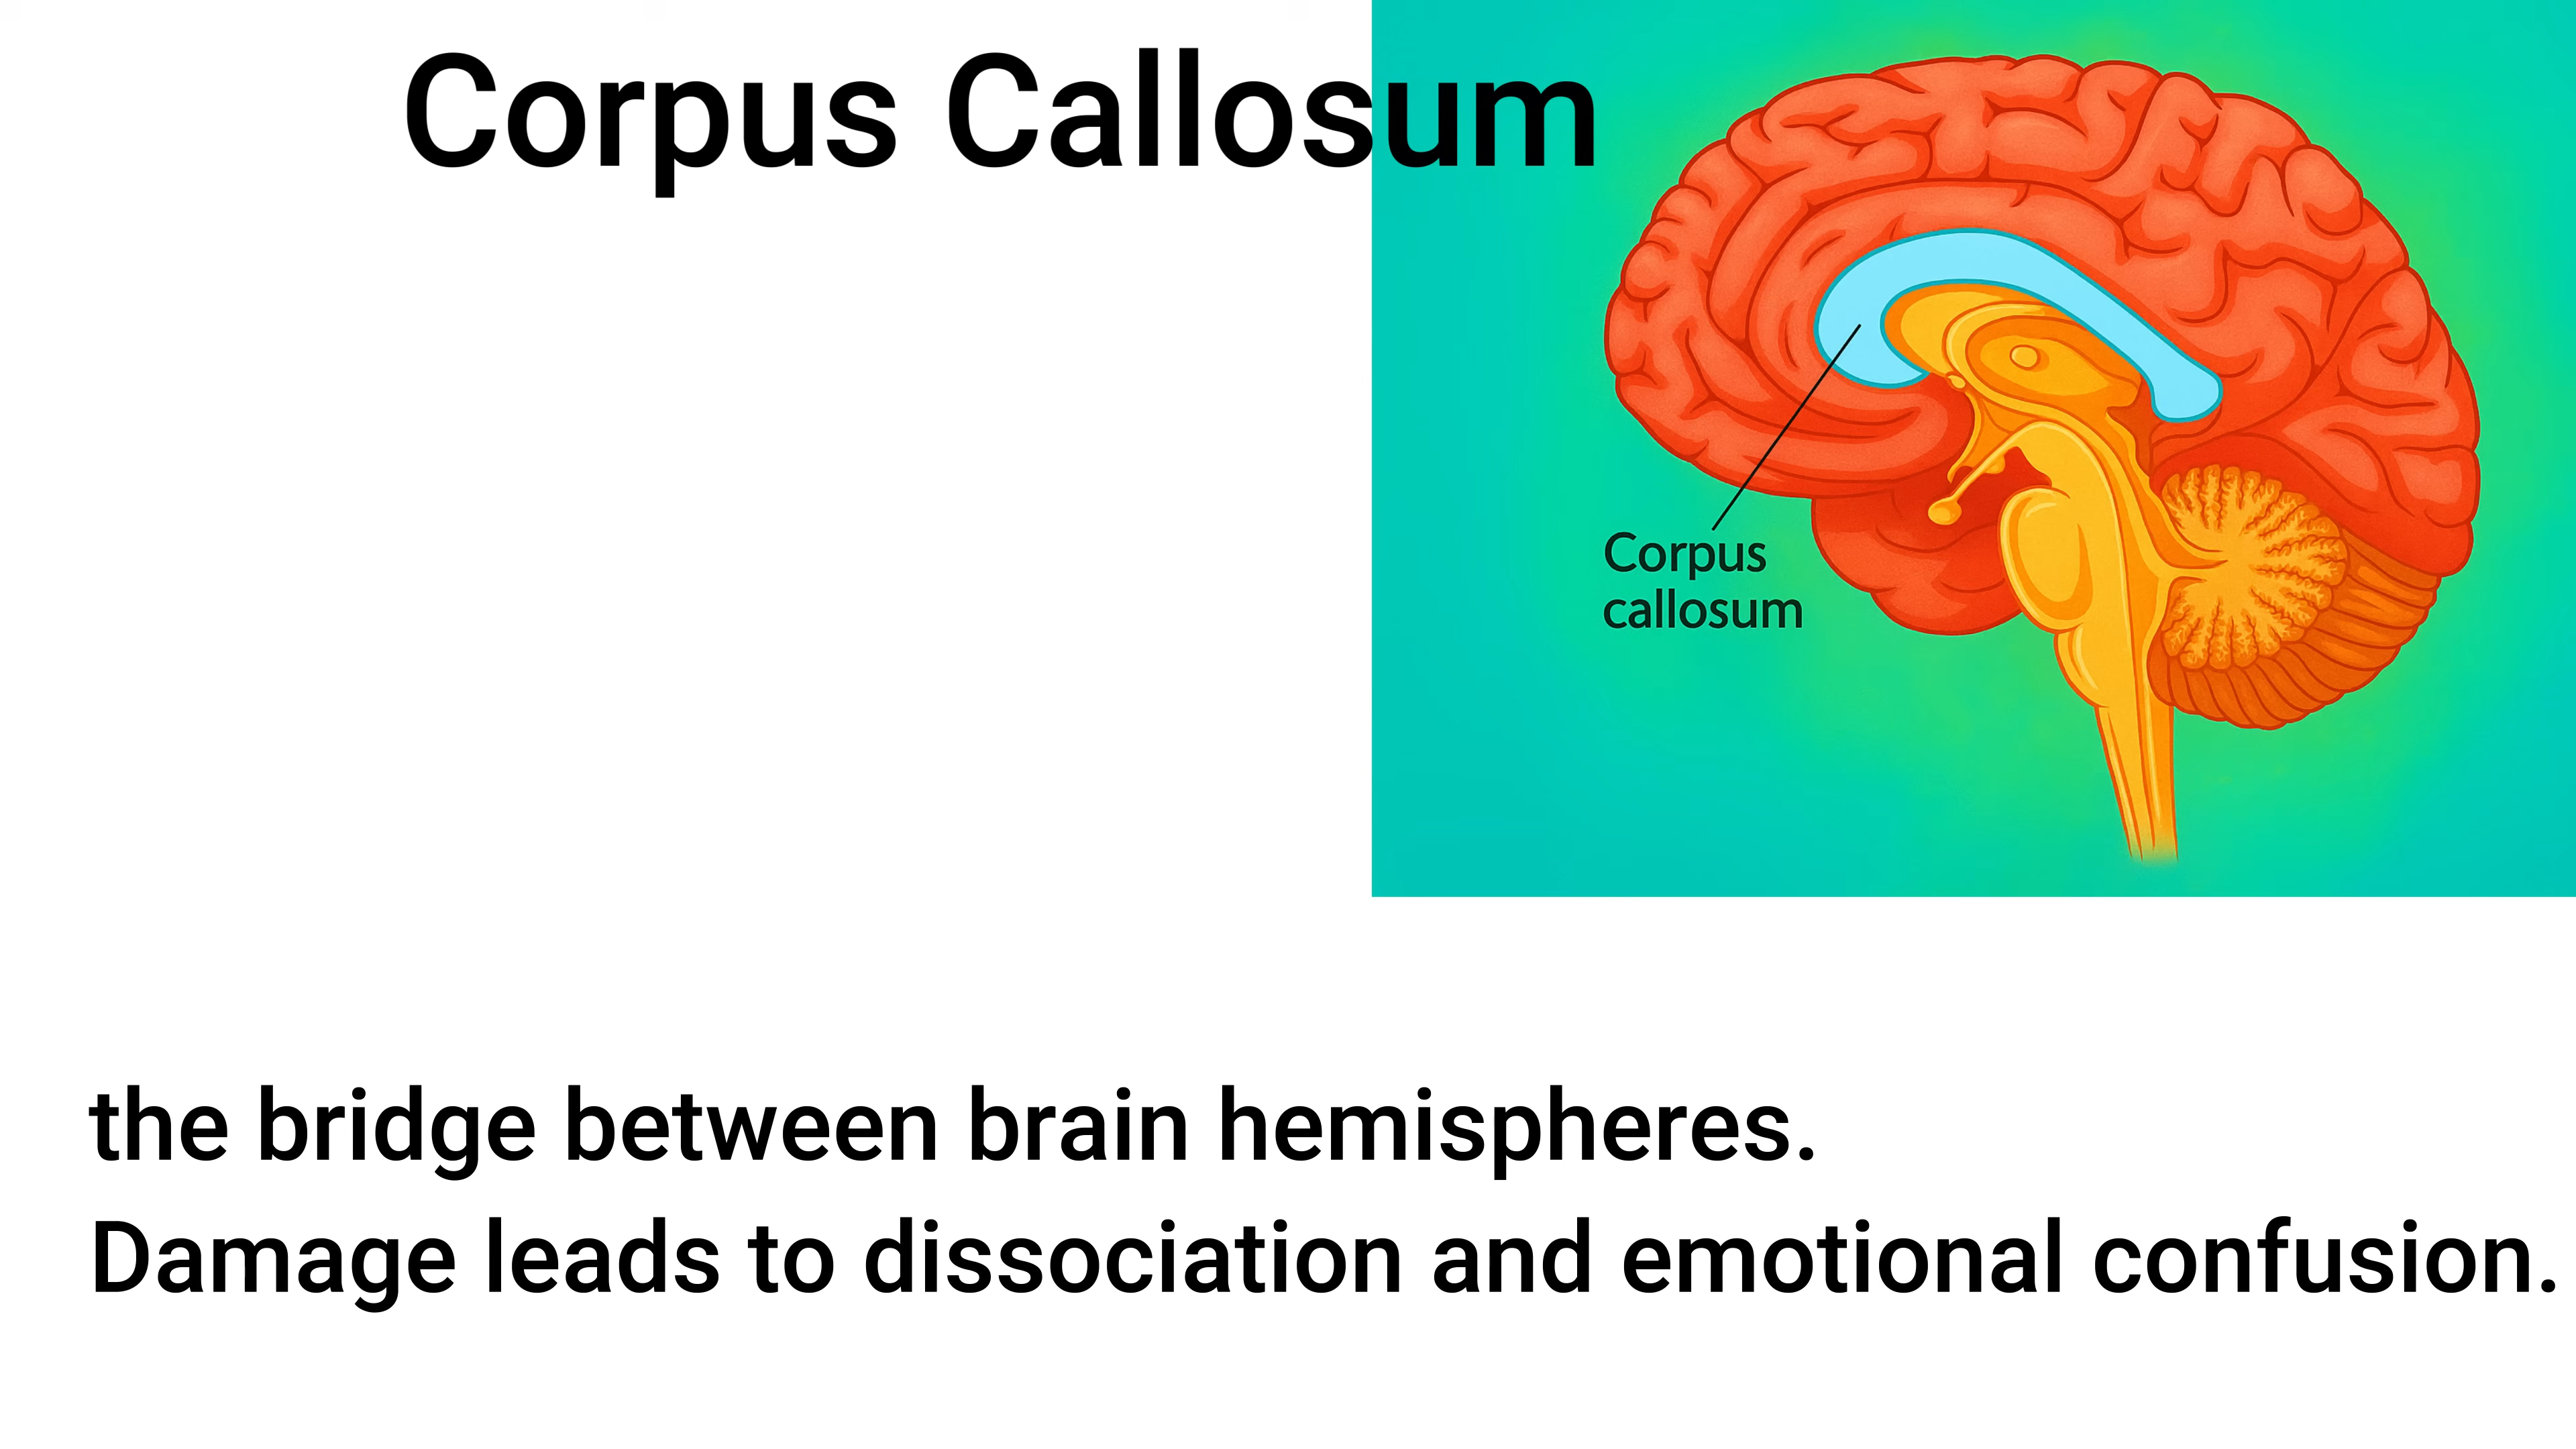 Corpus Callosum
Corpus
callosum
the bridge between brain hemispheres.
Damage leads to dissociation and emotional confusion.